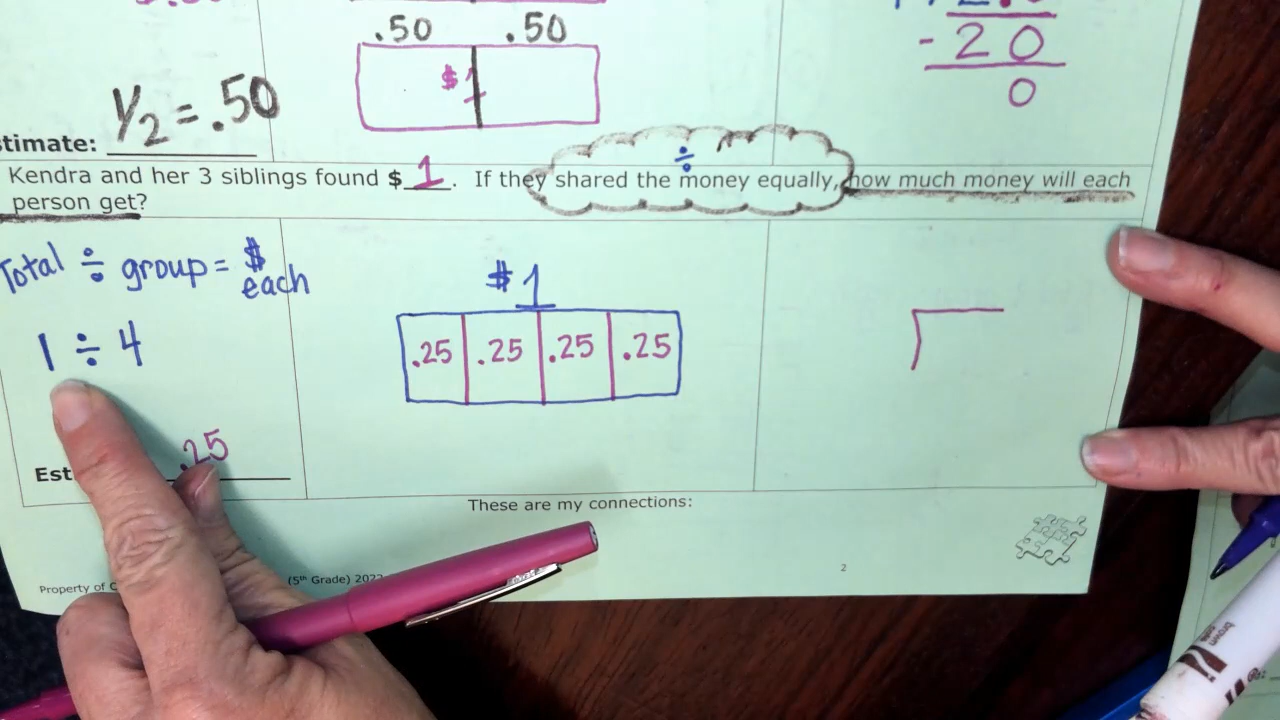 .50 .50
- 20
$1
0
1/2 = .50
timate:
÷
Kendra and her 3 siblings found $ 1 . If they shared the money equally, how much money will each
person get?
Total ÷ group = $ each
$1
1 ÷ 4
.25 .25 .25 .25
.25
Est
These are my connections:
Property of C (5th Grade) 202
2
brown